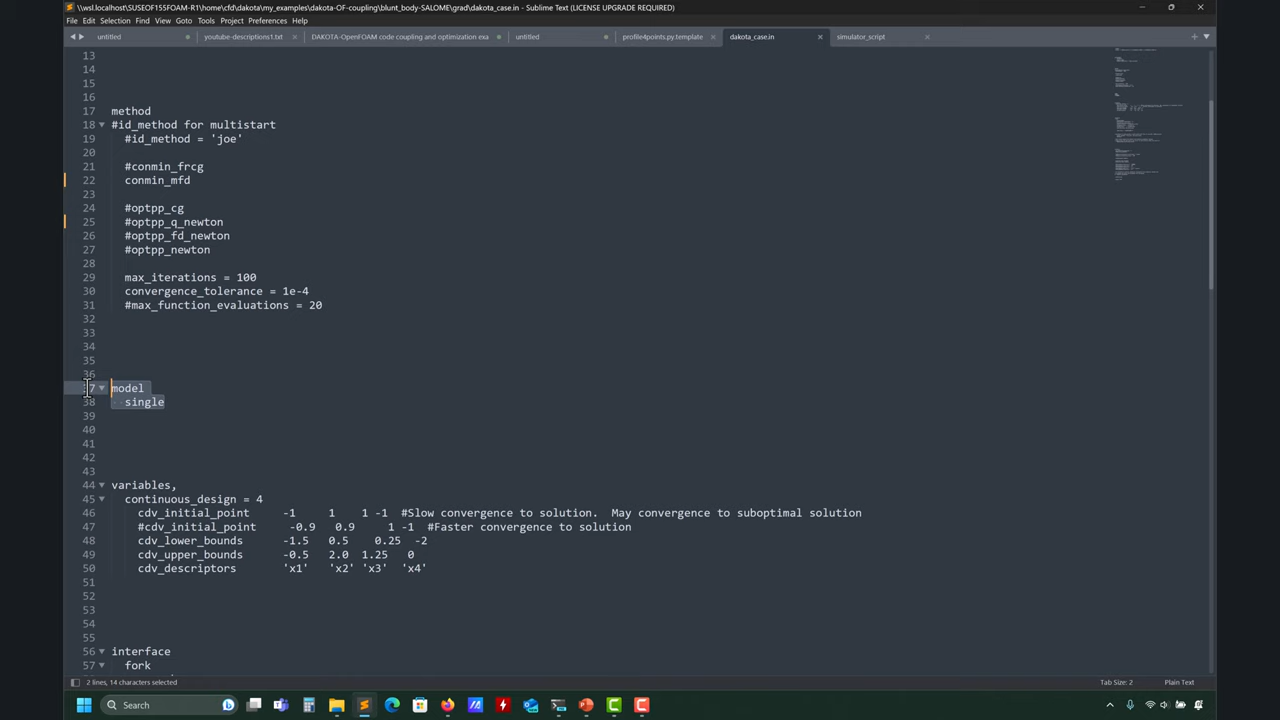 \\wsl.localhost\SUSEOF155FOAM-R1\home\cfd\dakota\my_examples\dakota-OF-coupling\blunt_body-SALOME\grad\dakota_case.in - Sublime Text (LICENSE UPGRADE REQUIRED)
File Edit Selection Find View Goto Tools Project Preferences Help
untitled youtube-descriptions1.txt DAKOTA-OpenFOAM code coupling and optimization exa untitled profile4points.py.template dakota_case.in simulator_script
13
14
15
16
17 method
18 #id_method for multistart
19 #id_method = 'joe'
20
21 #conmin_frcg
22 conmin_mfd
23
24 #optpp_cg
25 #optpp_q_newton
26 #optpp_fd_newton
27 #optpp_newton
28
29 max_iterations = 100
30 convergence_tolerance = 1e-4
31 #max_function_evaluations = 20
32
33
34
35
36
37 model
38 single
39
40
41
42
43
44 variables,
45 continuous_design = 4
46 cdv_initial_point -1 1 1 -1 #Slow convergence to solution. May convergence to suboptimal solution
47 #cdv_initial_point -0.9 0.9 1 -1 #Faster convergence to solution
48 cdv_lower_bounds -1.5 0.5 0.25 -2
49 cdv_upper_bounds -0.5 2.0 1.25 0
50 cdv_descriptors 'x1' 'x2' 'x3' 'x4'
51
52
53
54
55
56 interface
57 fork
2 lines, 14 characters selected Tab Size: 2 Plain Text
Search